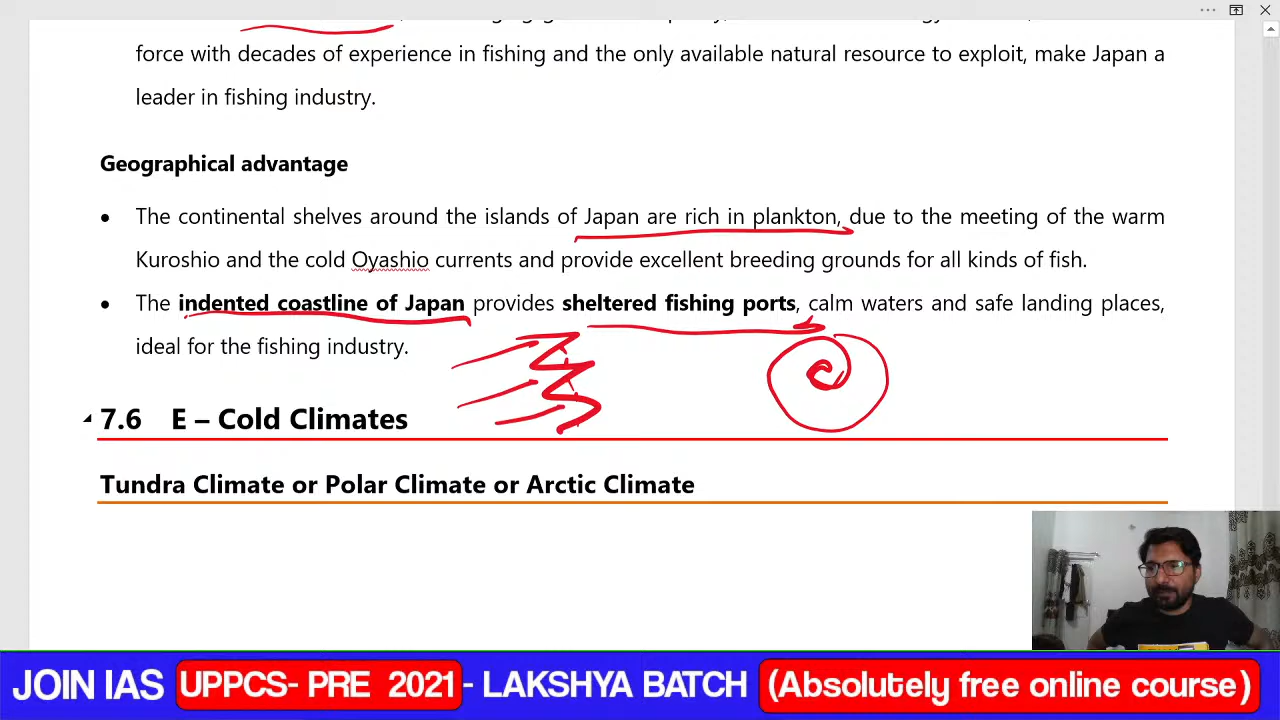 force with decades of experience in fishing and the only available natural resource to exploit, make Japan a
leader in fishing industry.
Geographical advantage
• The continental shelves around the islands of Japan are rich in plankton, due to the meeting of the warm
Kuroshio and the cold Oyashio currents and provide excellent breeding grounds for all kinds of fish.
• The indented coastline of Japan provides sheltered fishing ports, calm waters and safe landing places,
ideal for the fishing industry.
7.6 E – Cold Climates
Tundra Climate or Polar Climate or Arctic Climate
JOIN IAS UPPCS- PRE 2021 - LAKSHYA BATCH (Absolutely free online course)